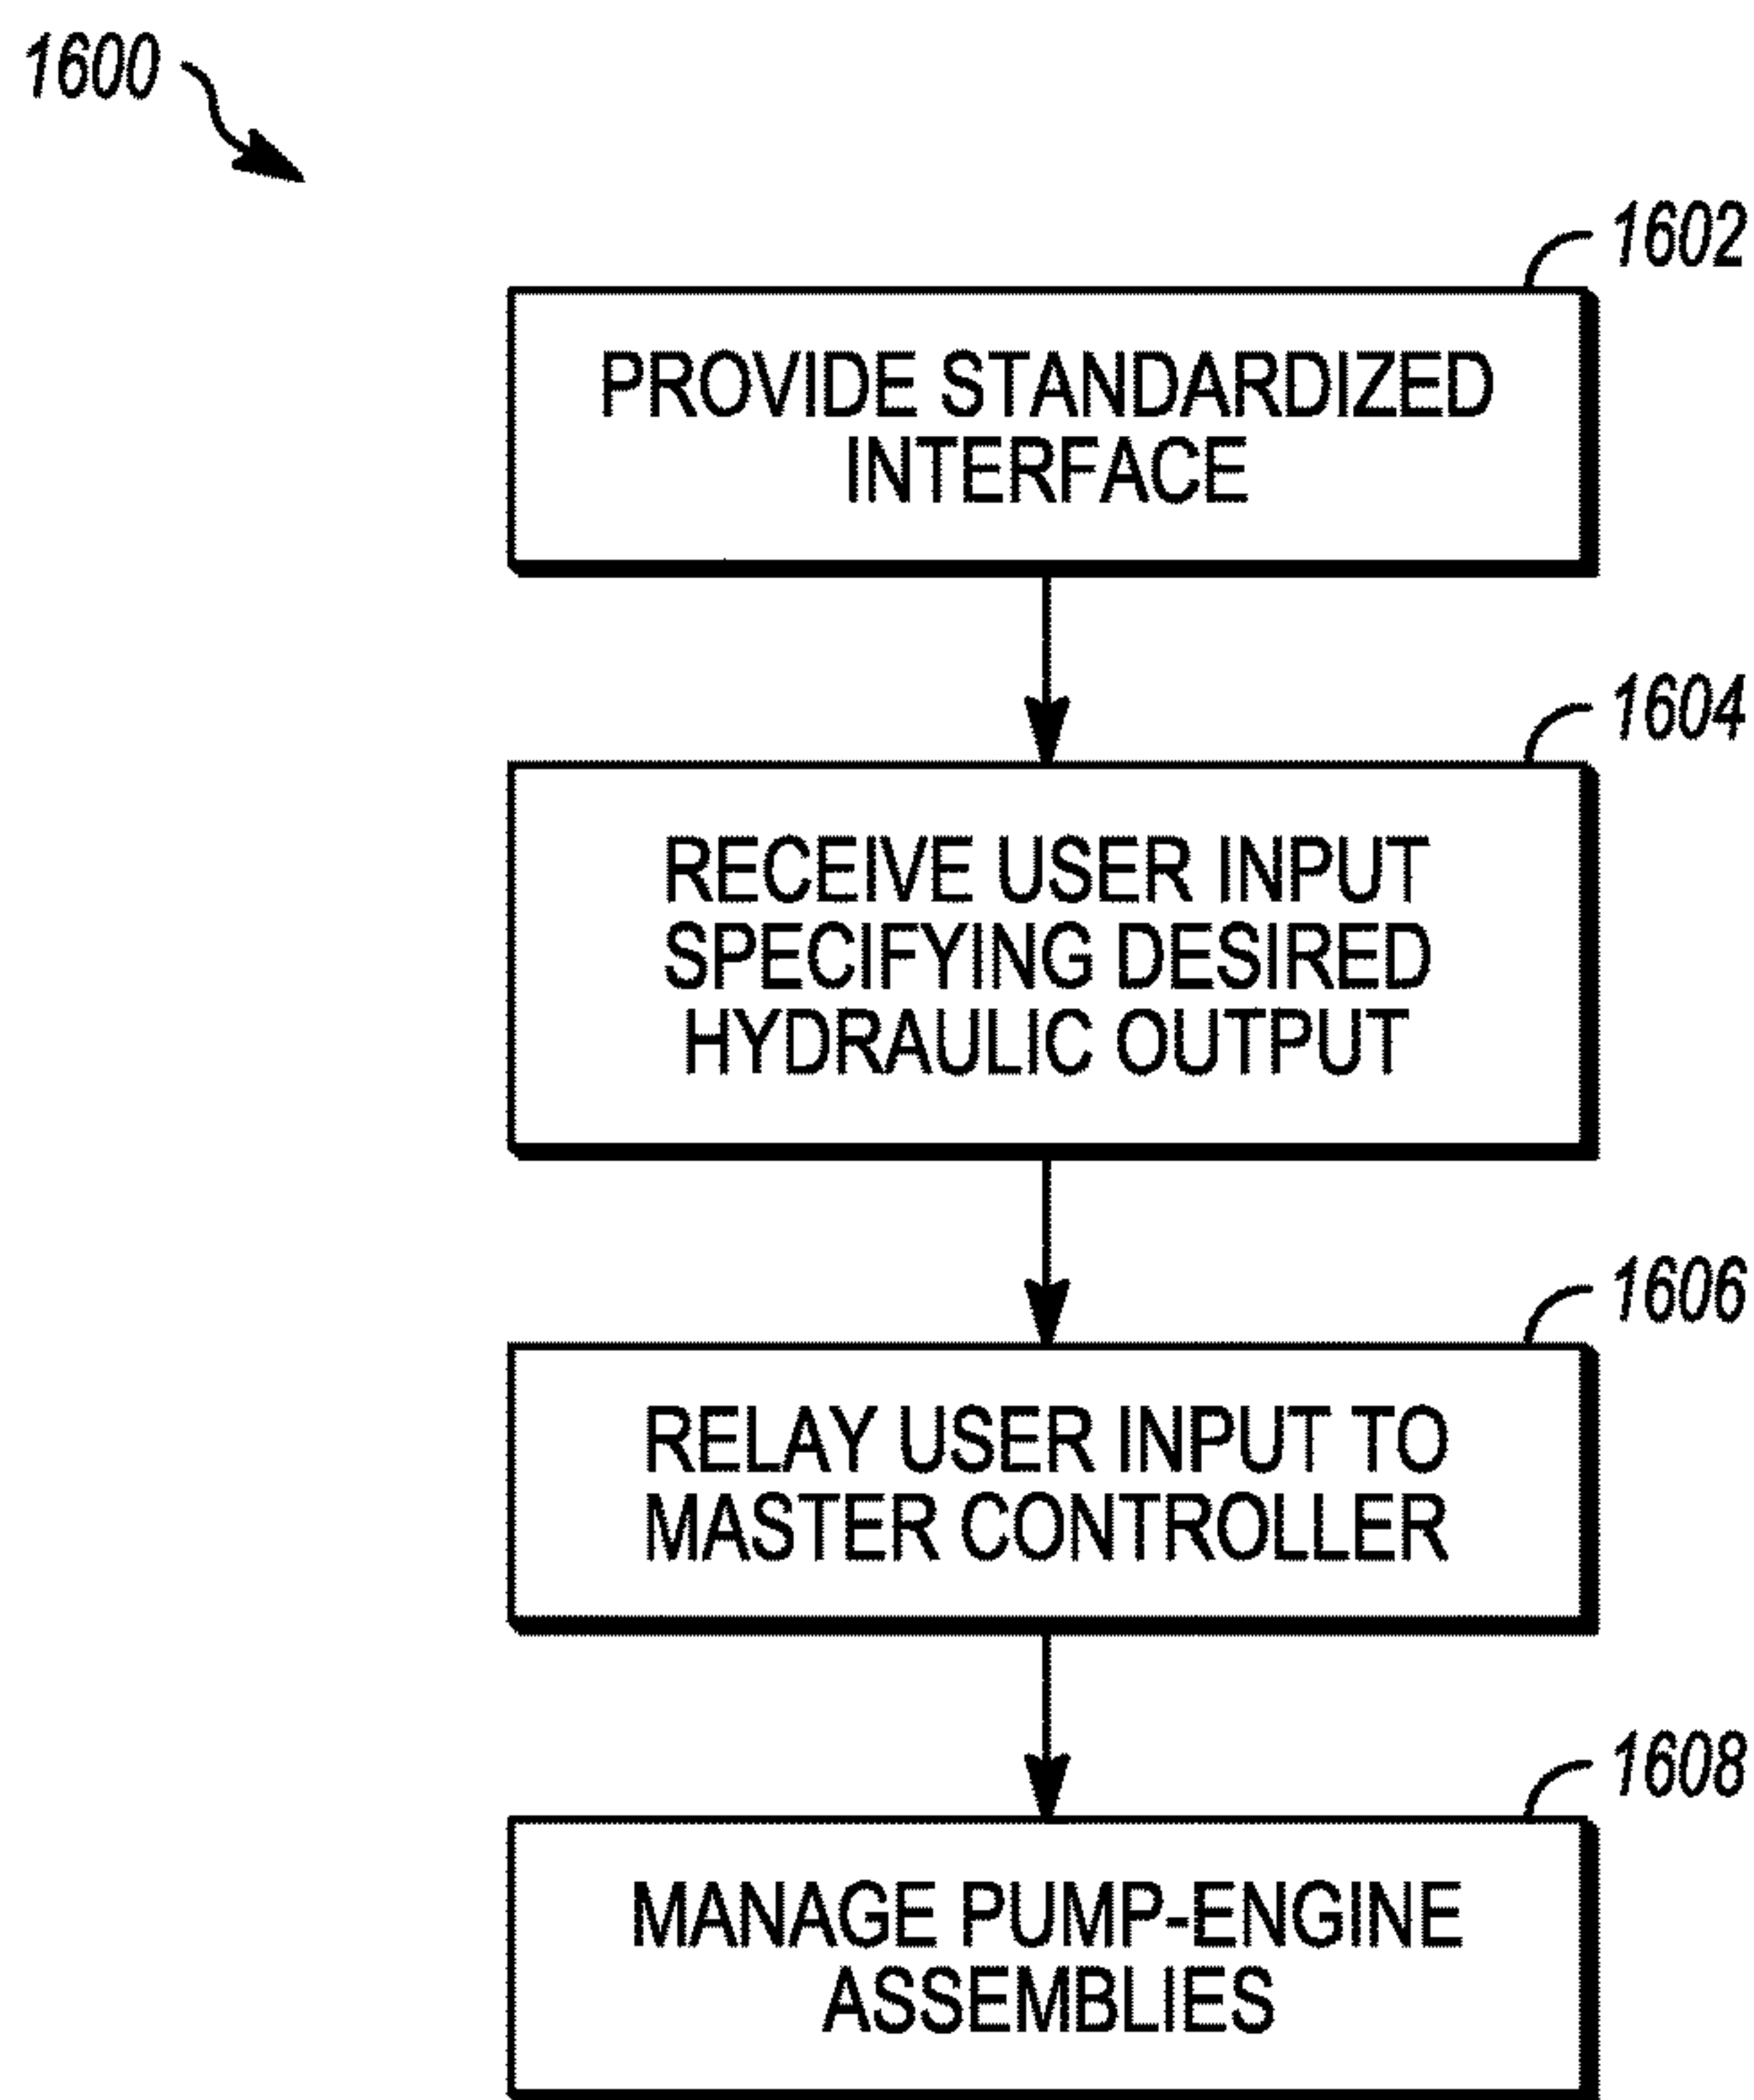 1600
1602
PROVIDE STANDARDIZED
INTERFACE
1604
RECEIVE USER INPUT
SPECIFYING DESIRED
HYDRAULIC OUTPUT
1606
RELAY USER INPUT TO
MASTER CONTROLLER
1608
MANAGE PUMP-ENGINE
ASSEMBLIES